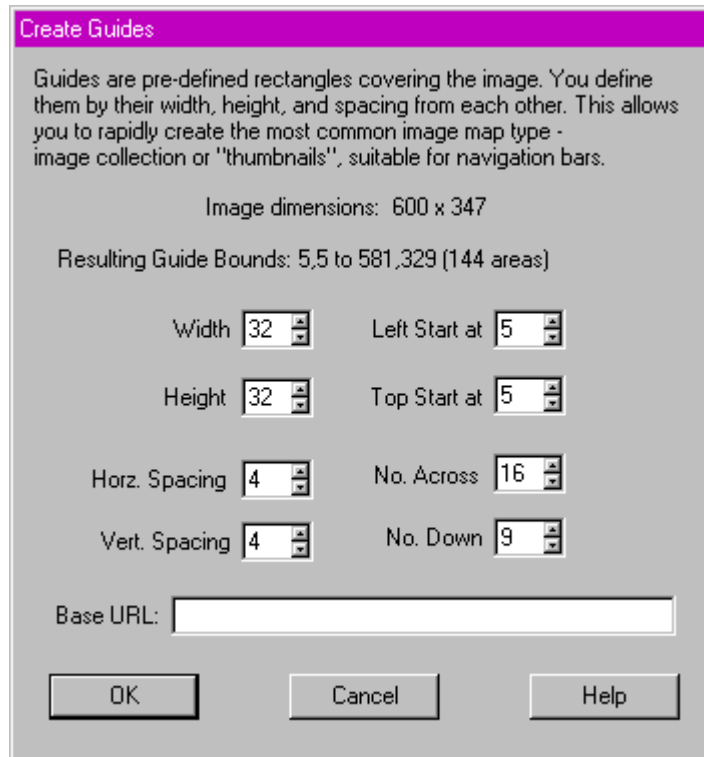 Create Guides
Guides are pre-defined rectangles covering the image. You define
them by their width, height, and spacing from each other. This allows
you to rapidly create the most common image map type -
image collection or "thumbnails", suitable for navigation bars.
Image dimensions: 600 x 347
Resulting Guide Bounds: 5,5 to 581,329 (144 areas)
Width 32 Left Start at 5
Height 32 Top Start at 5
Horz. Spacing 4 No. Across 16
Vert. Spacing 4 No. Down 9
Base URL:
OK Cancel Help